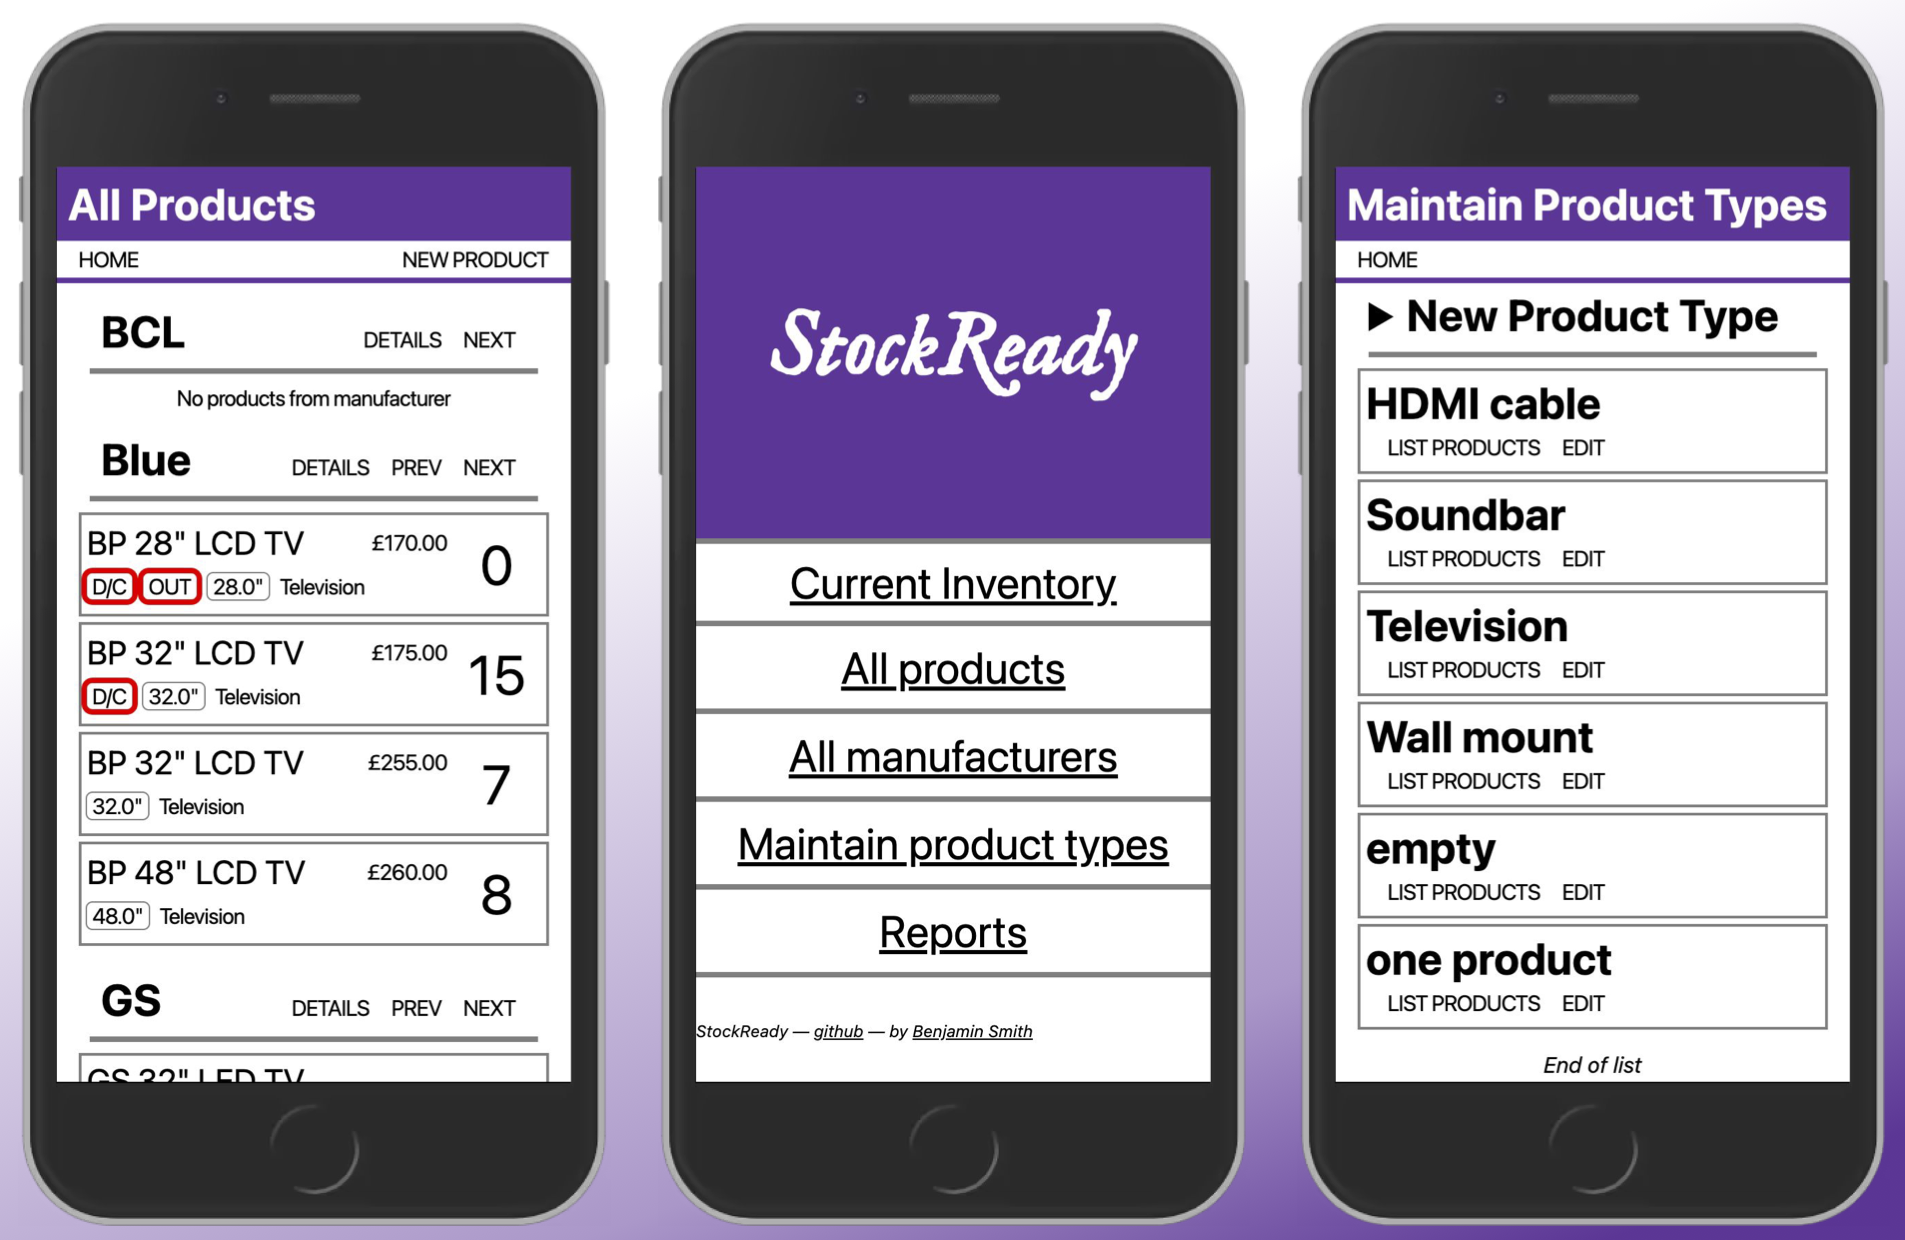 All Products
HOME NEW PRODUCT
BCL DETAILS NEXT
No products from manufacturer
Blue DETAILS PREV NEXT
BP 28" LCD TV £170.00 0
D/C OUT 28.0" Television
BP 32" LCD TV £175.00 15
D/C 32.0" Television
BP 32" LCD TV £255.00 7
32.0" Television
BP 48" LCD TV £260.00 8
48.0" Television
GS DETAILS PREV NEXT
GS 32" LED TV
StockReady
Current Inventory
All products
All manufacturers
Maintain product types
Reports
StockReady — github — by Benjamin Smith
Maintain Product Types
HOME
▶ New Product Type
HDMI cable
LIST PRODUCTS EDIT
Soundbar
LIST PRODUCTS EDIT
Television
LIST PRODUCTS EDIT
Wall mount
LIST PRODUCTS EDIT
empty
LIST PRODUCTS EDIT
one product
LIST PRODUCTS EDIT
End of list